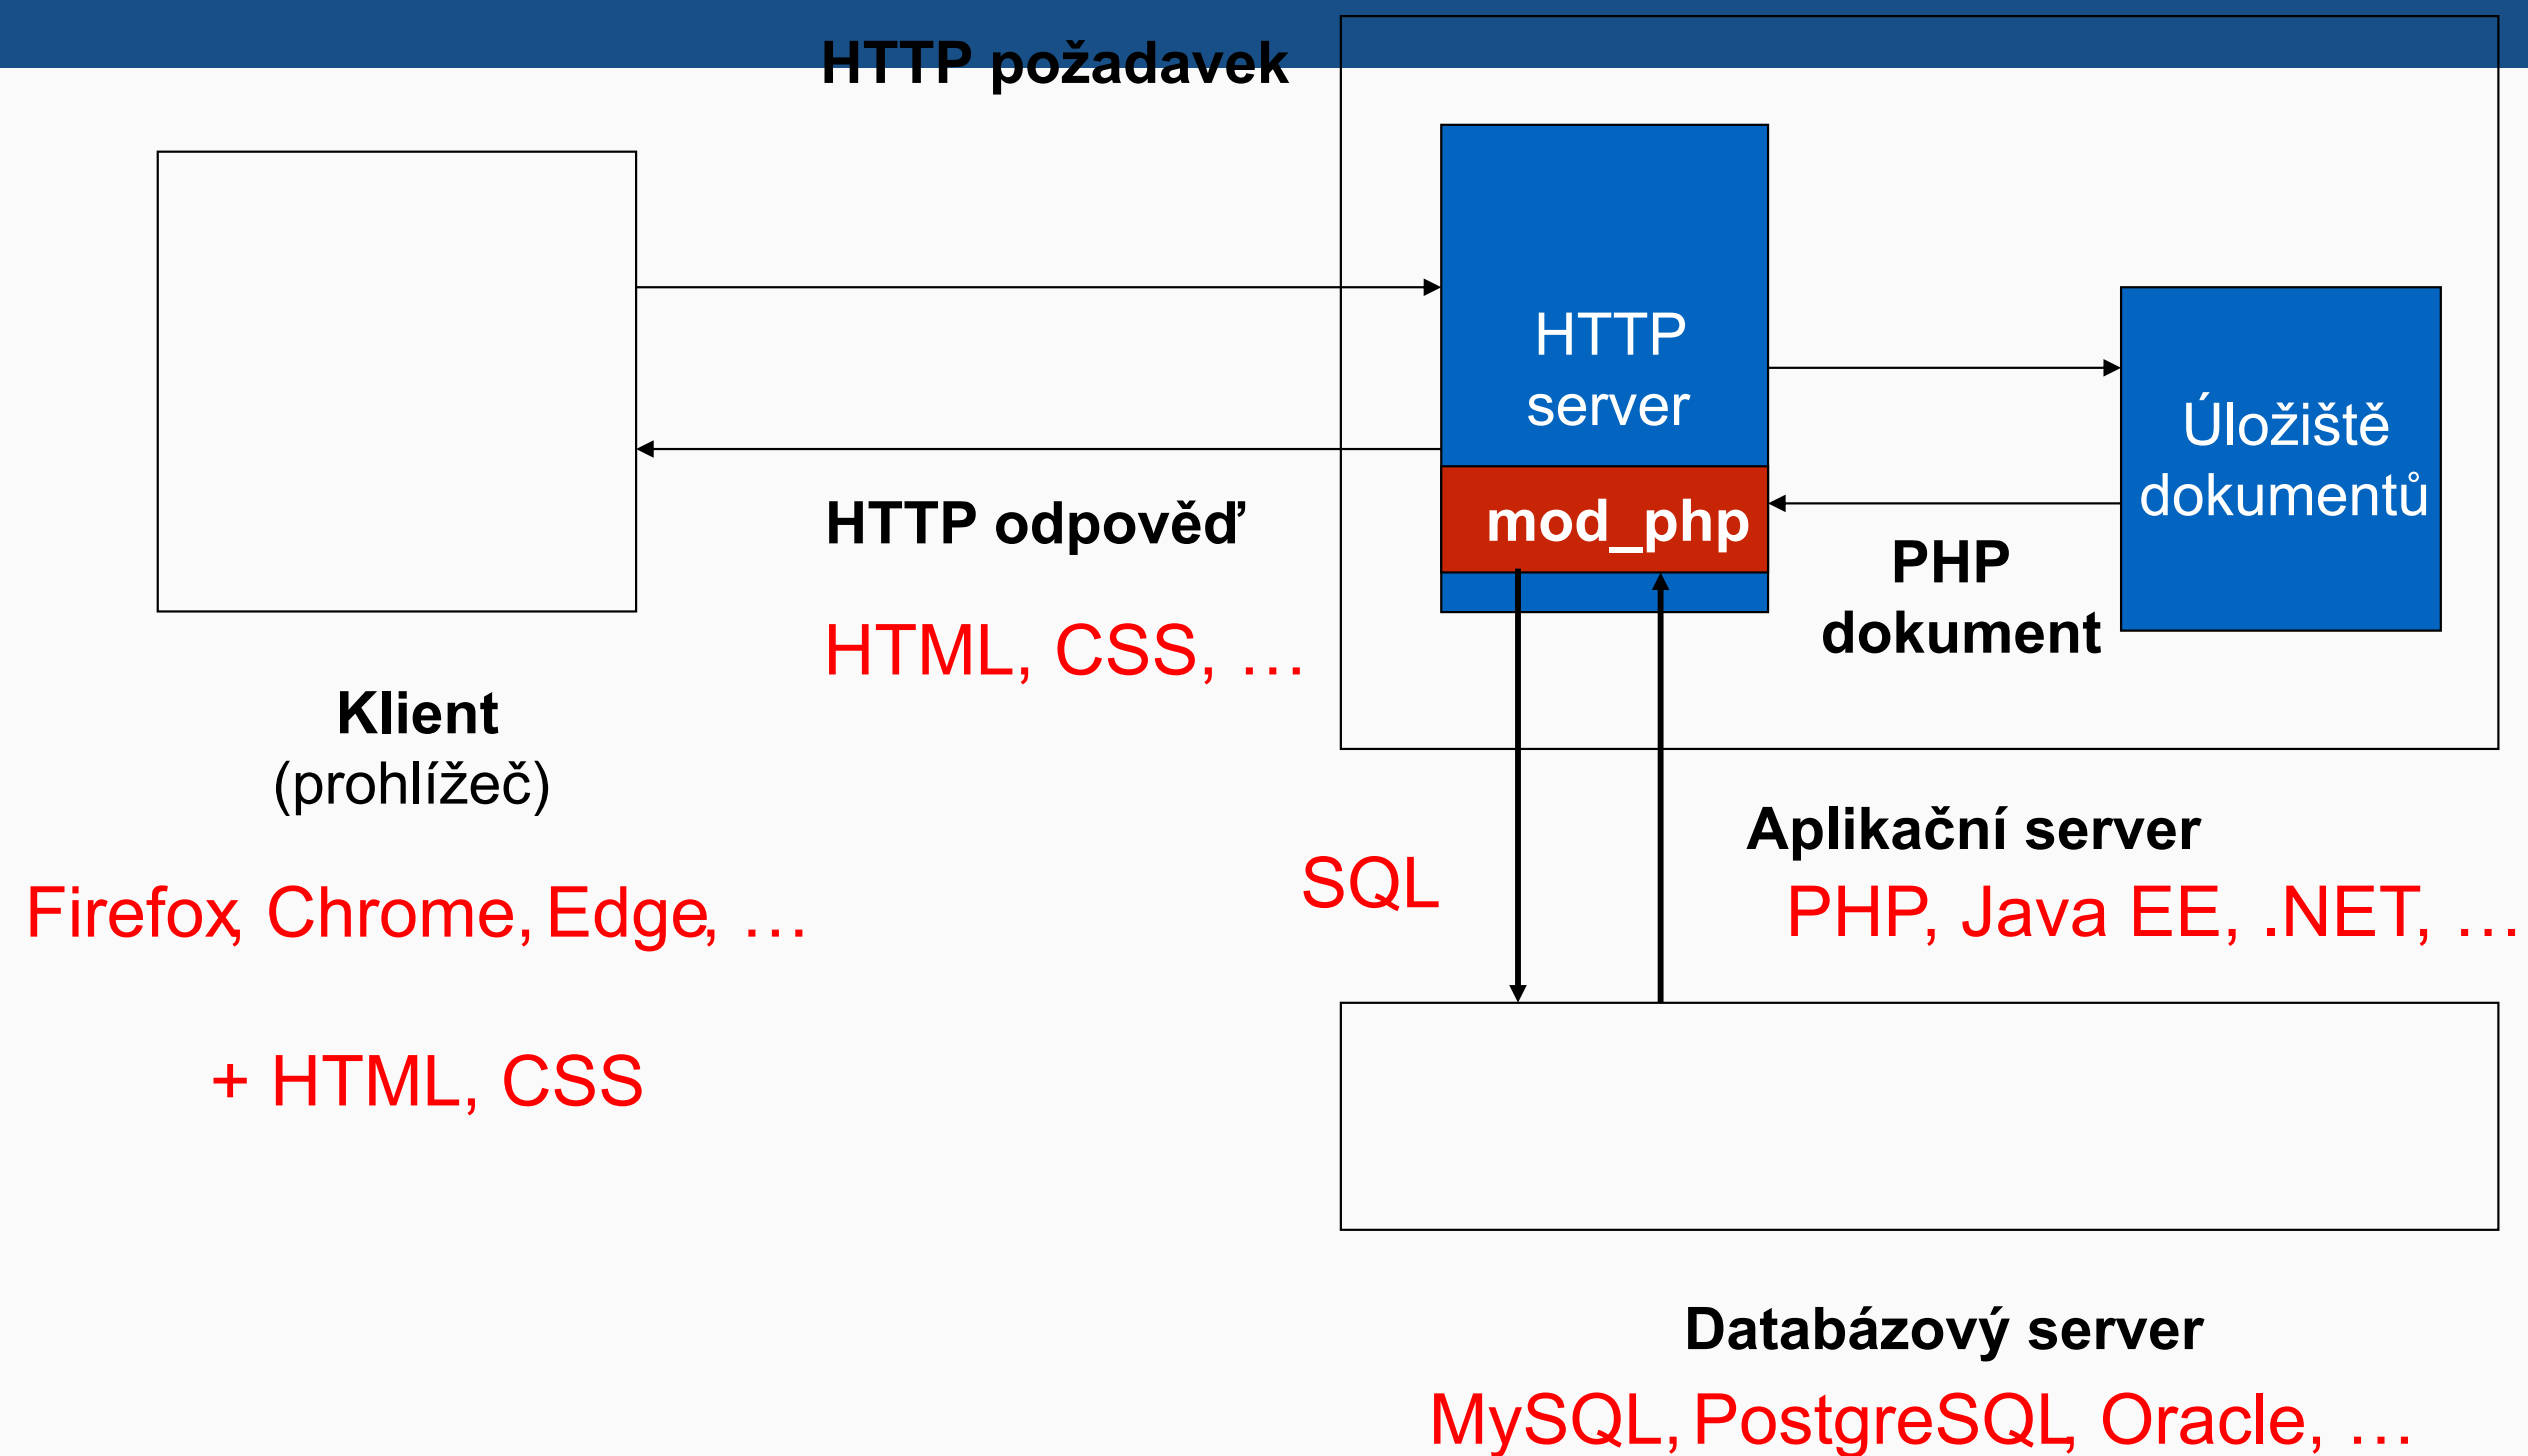 HTTP požadavek
HTTP
server
Úložiště
dokumentů
mod_php
HTTP odpověď
PHP
dokument
HTML, CSS, …
Klient
(prohlížeč)
Aplikační server
SQL
Firefox, Chrome, Edge, …
PHP, Java EE, .NET, …
+ HTML, CSS
Databázový server
MySQL, PostgreSQL, Oracle, …